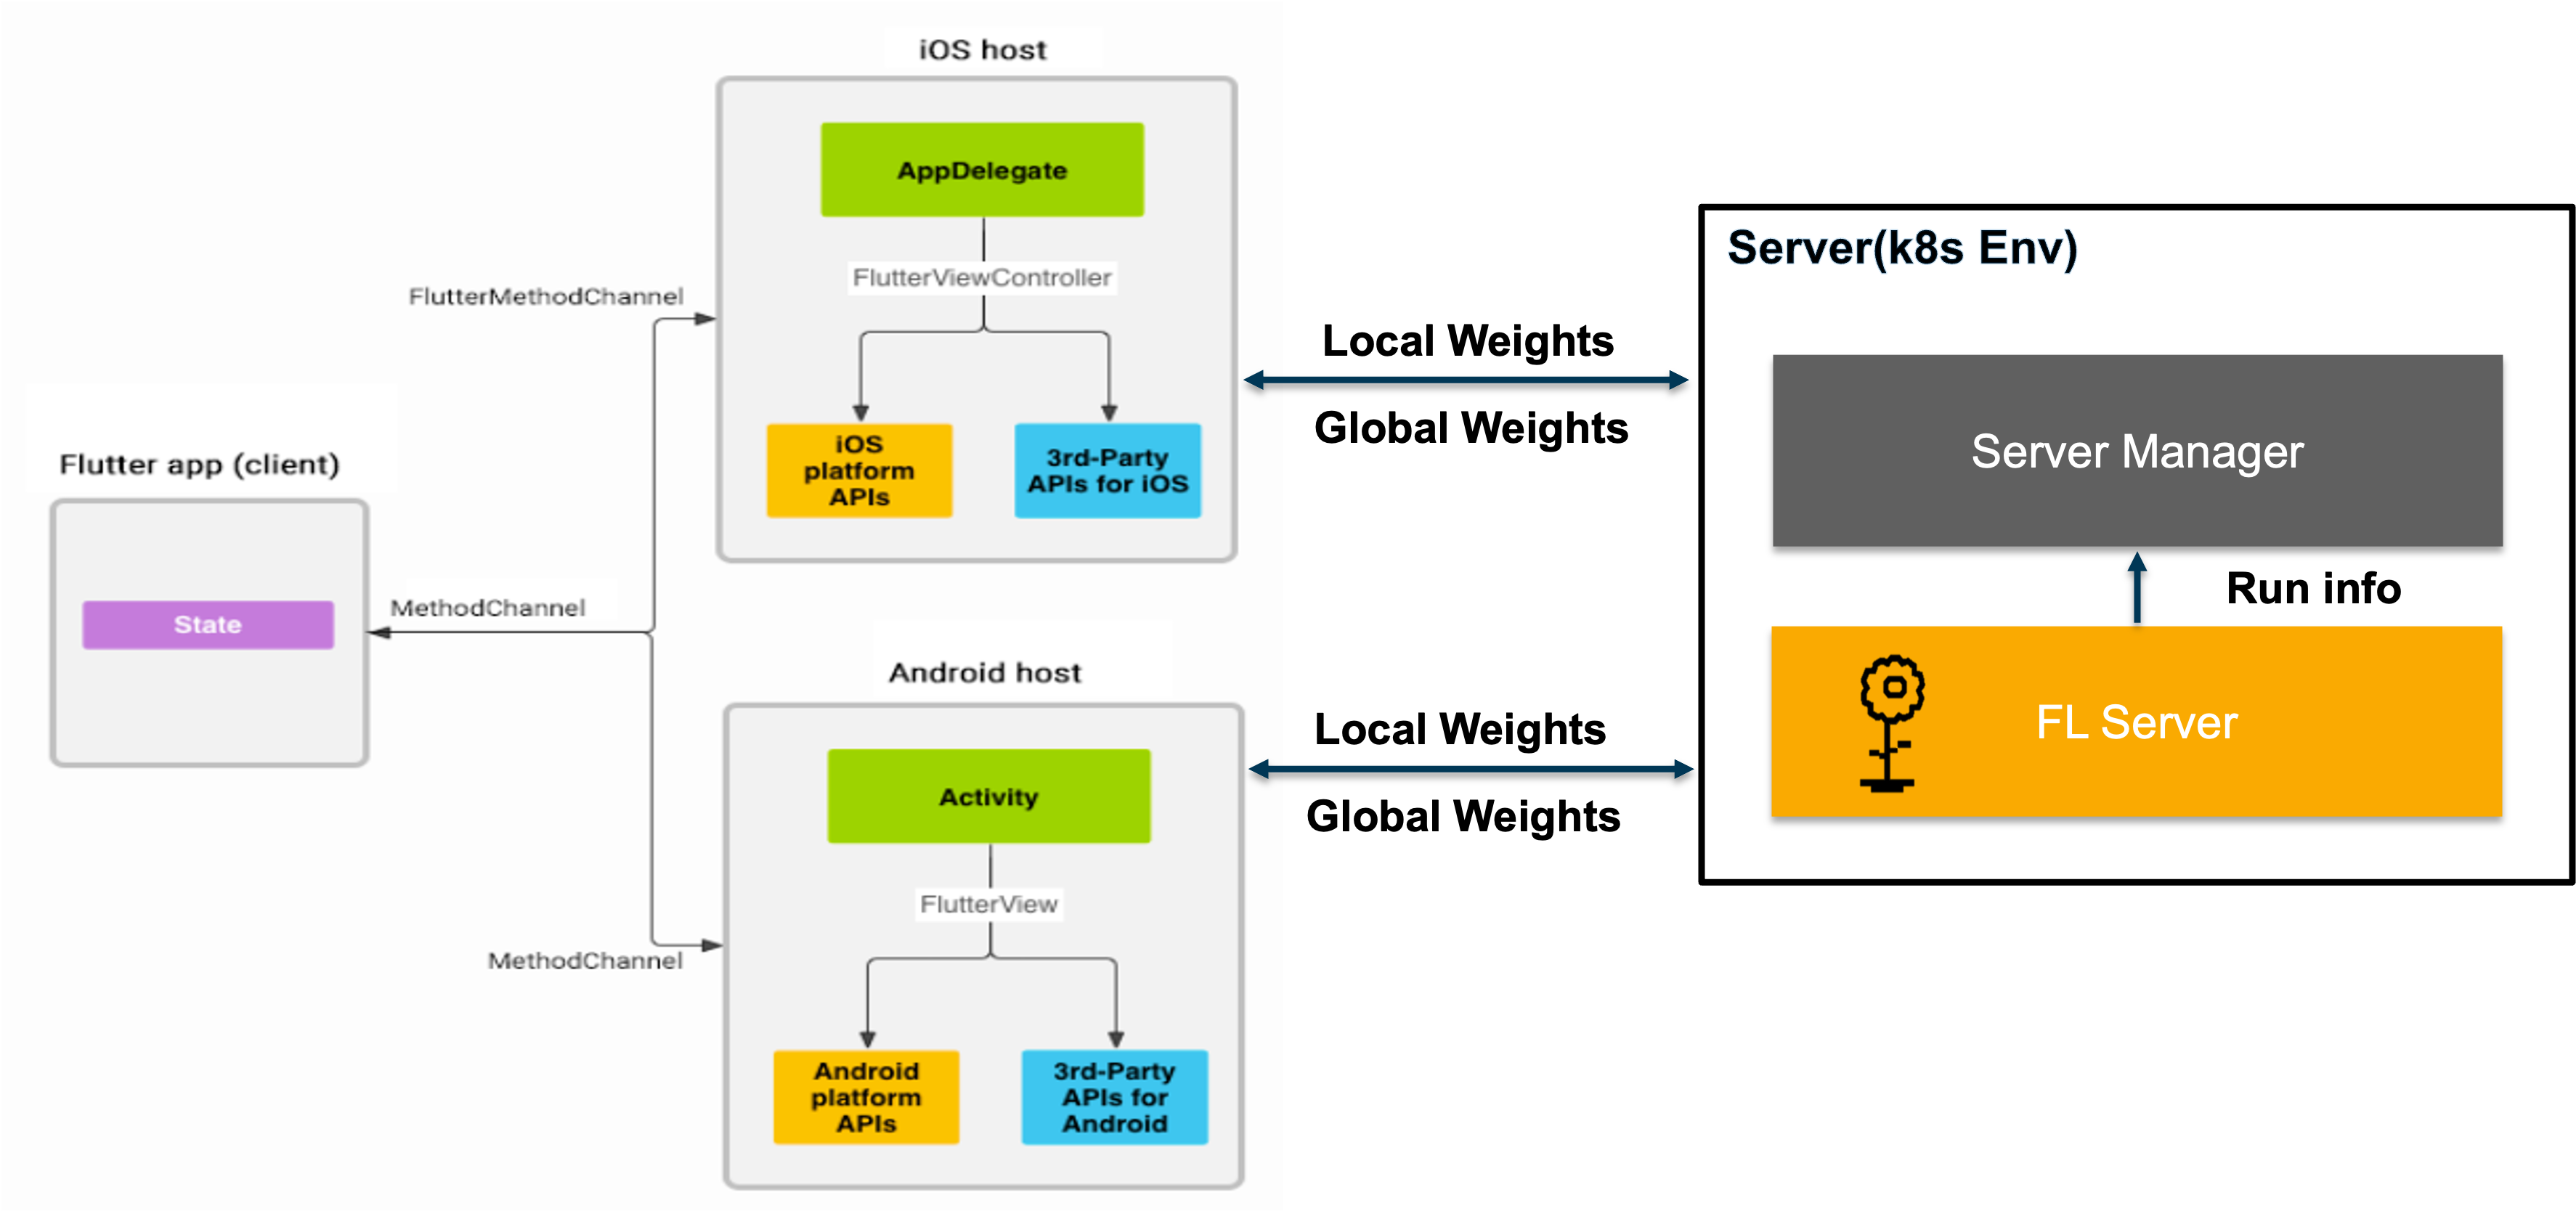 iOS host
AppDelegate
FlutterViewController
FlutterMethodChannel
iOS
platform
APIs
3rd-Party
APIs for iOS
Flutter app (client)
State
MethodChannel
Android host
Activity
FlutterView
MethodChannel
Android
platform
APIs
3rd-Party
APIs for
Android
Local Weights
Global Weights
Local Weights
Global Weights
Server(k8s Env)
Server Manager
Run info
FL Server